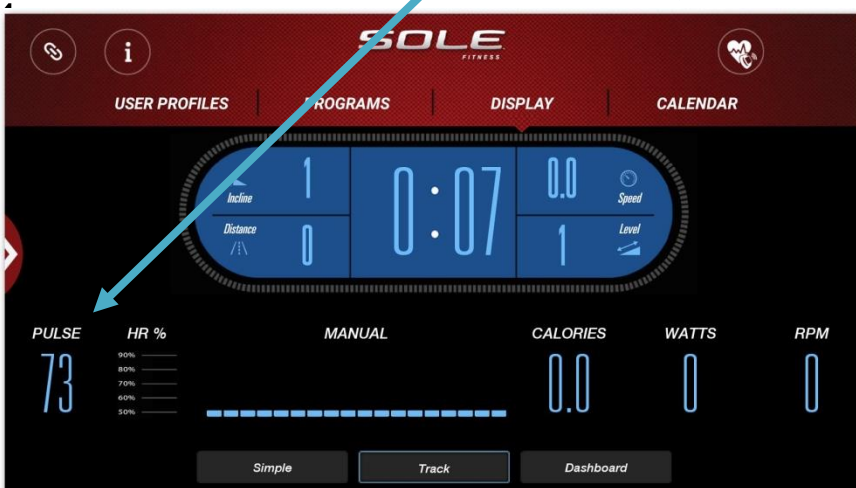 i
SOLE
FITNESS
USER PROFILES PROGRAMS DISPLAY CALENDAR
Incline 1
0:07
0.0 Speed
Distance 0
1 Level
PULSE HR % MANUAL CALORIES WATTS RPM
73
90%
80%
70%
60%
50%
0.0 0 0
Simple Track Dashboard